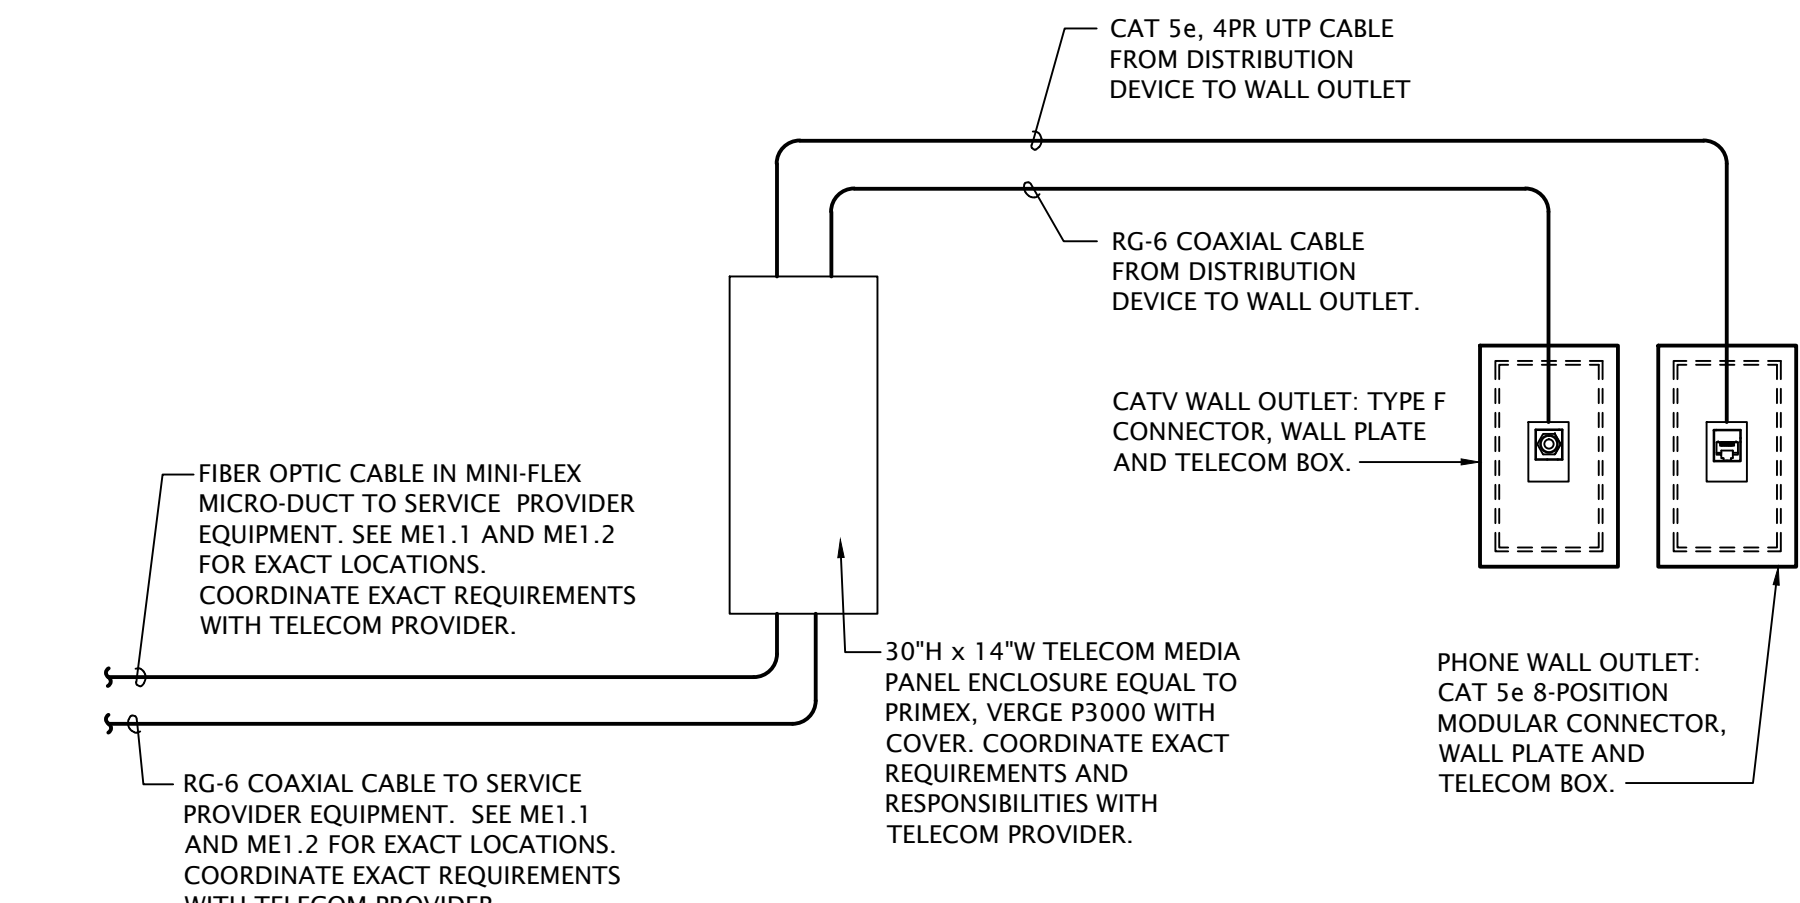 CAT 5e, 4PR UTP CABLE
FROM DISTRIBUTION
DEVICE TO WALL OUTLET
RG-6 COAXIAL CABLE
FROM DISTRIBUTION
DEVICE TO WALL OUTLET.
CATV WALL OUTLET: TYPE F
CONNECTOR, WALL PLATE
AND TELECOM BOX.
FIBER OPTIC CABLE IN MINI-FLEX
MICRO-DUCT TO SERVICE  PROVIDER
EQUIPMENT. SEE ME1.1 AND ME1.2
FOR EXACT LOCATIONS.
COORDINATE EXACT REQUIREMENTS
WITH TELECOM PROVIDER.
30"H x 14"W TELECOM MEDIA
PANEL ENCLOSURE EQUAL TO
PRIMEX, VERGE P3000 WITH
COVER. COORDINATE EXACT
REQUIREMENTS AND
RESPONSIBILITIES WITH
TELECOM PROVIDER.
PHONE WALL OUTLET:
CAT 5e 8-POSITION
MODULAR CONNECTOR,
WALL PLATE AND
TELECOM BOX.
RG-6 COAXIAL CABLE TO SERVICE
PROVIDER EQUIPMENT.  SEE ME1.1
AND ME1.2 FOR EXACT LOCATIONS.
COORDINATE EXACT REQUIREMENTS
WITH TELECOM PROVIDER